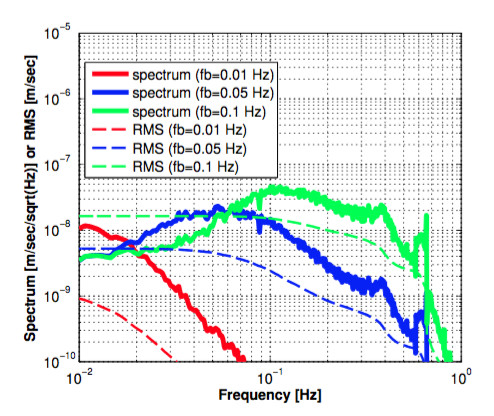 10⁻⁵
10⁻⁶
10⁻⁷
10⁻⁸
10⁻⁹
10⁻¹⁰
Spectrum [m/sec/sqrt(Hz)] or RMS [m/sec]
spectrum (fb=0.01 Hz)
spectrum (fb=0.05 Hz)
spectrum (fb=0.1 Hz)
RMS (fb=0.01 Hz)
RMS (fb=0.05 Hz)
RMS (fb=0.1 Hz)
10⁻² 10⁻¹ 10⁰
Frequency [Hz]